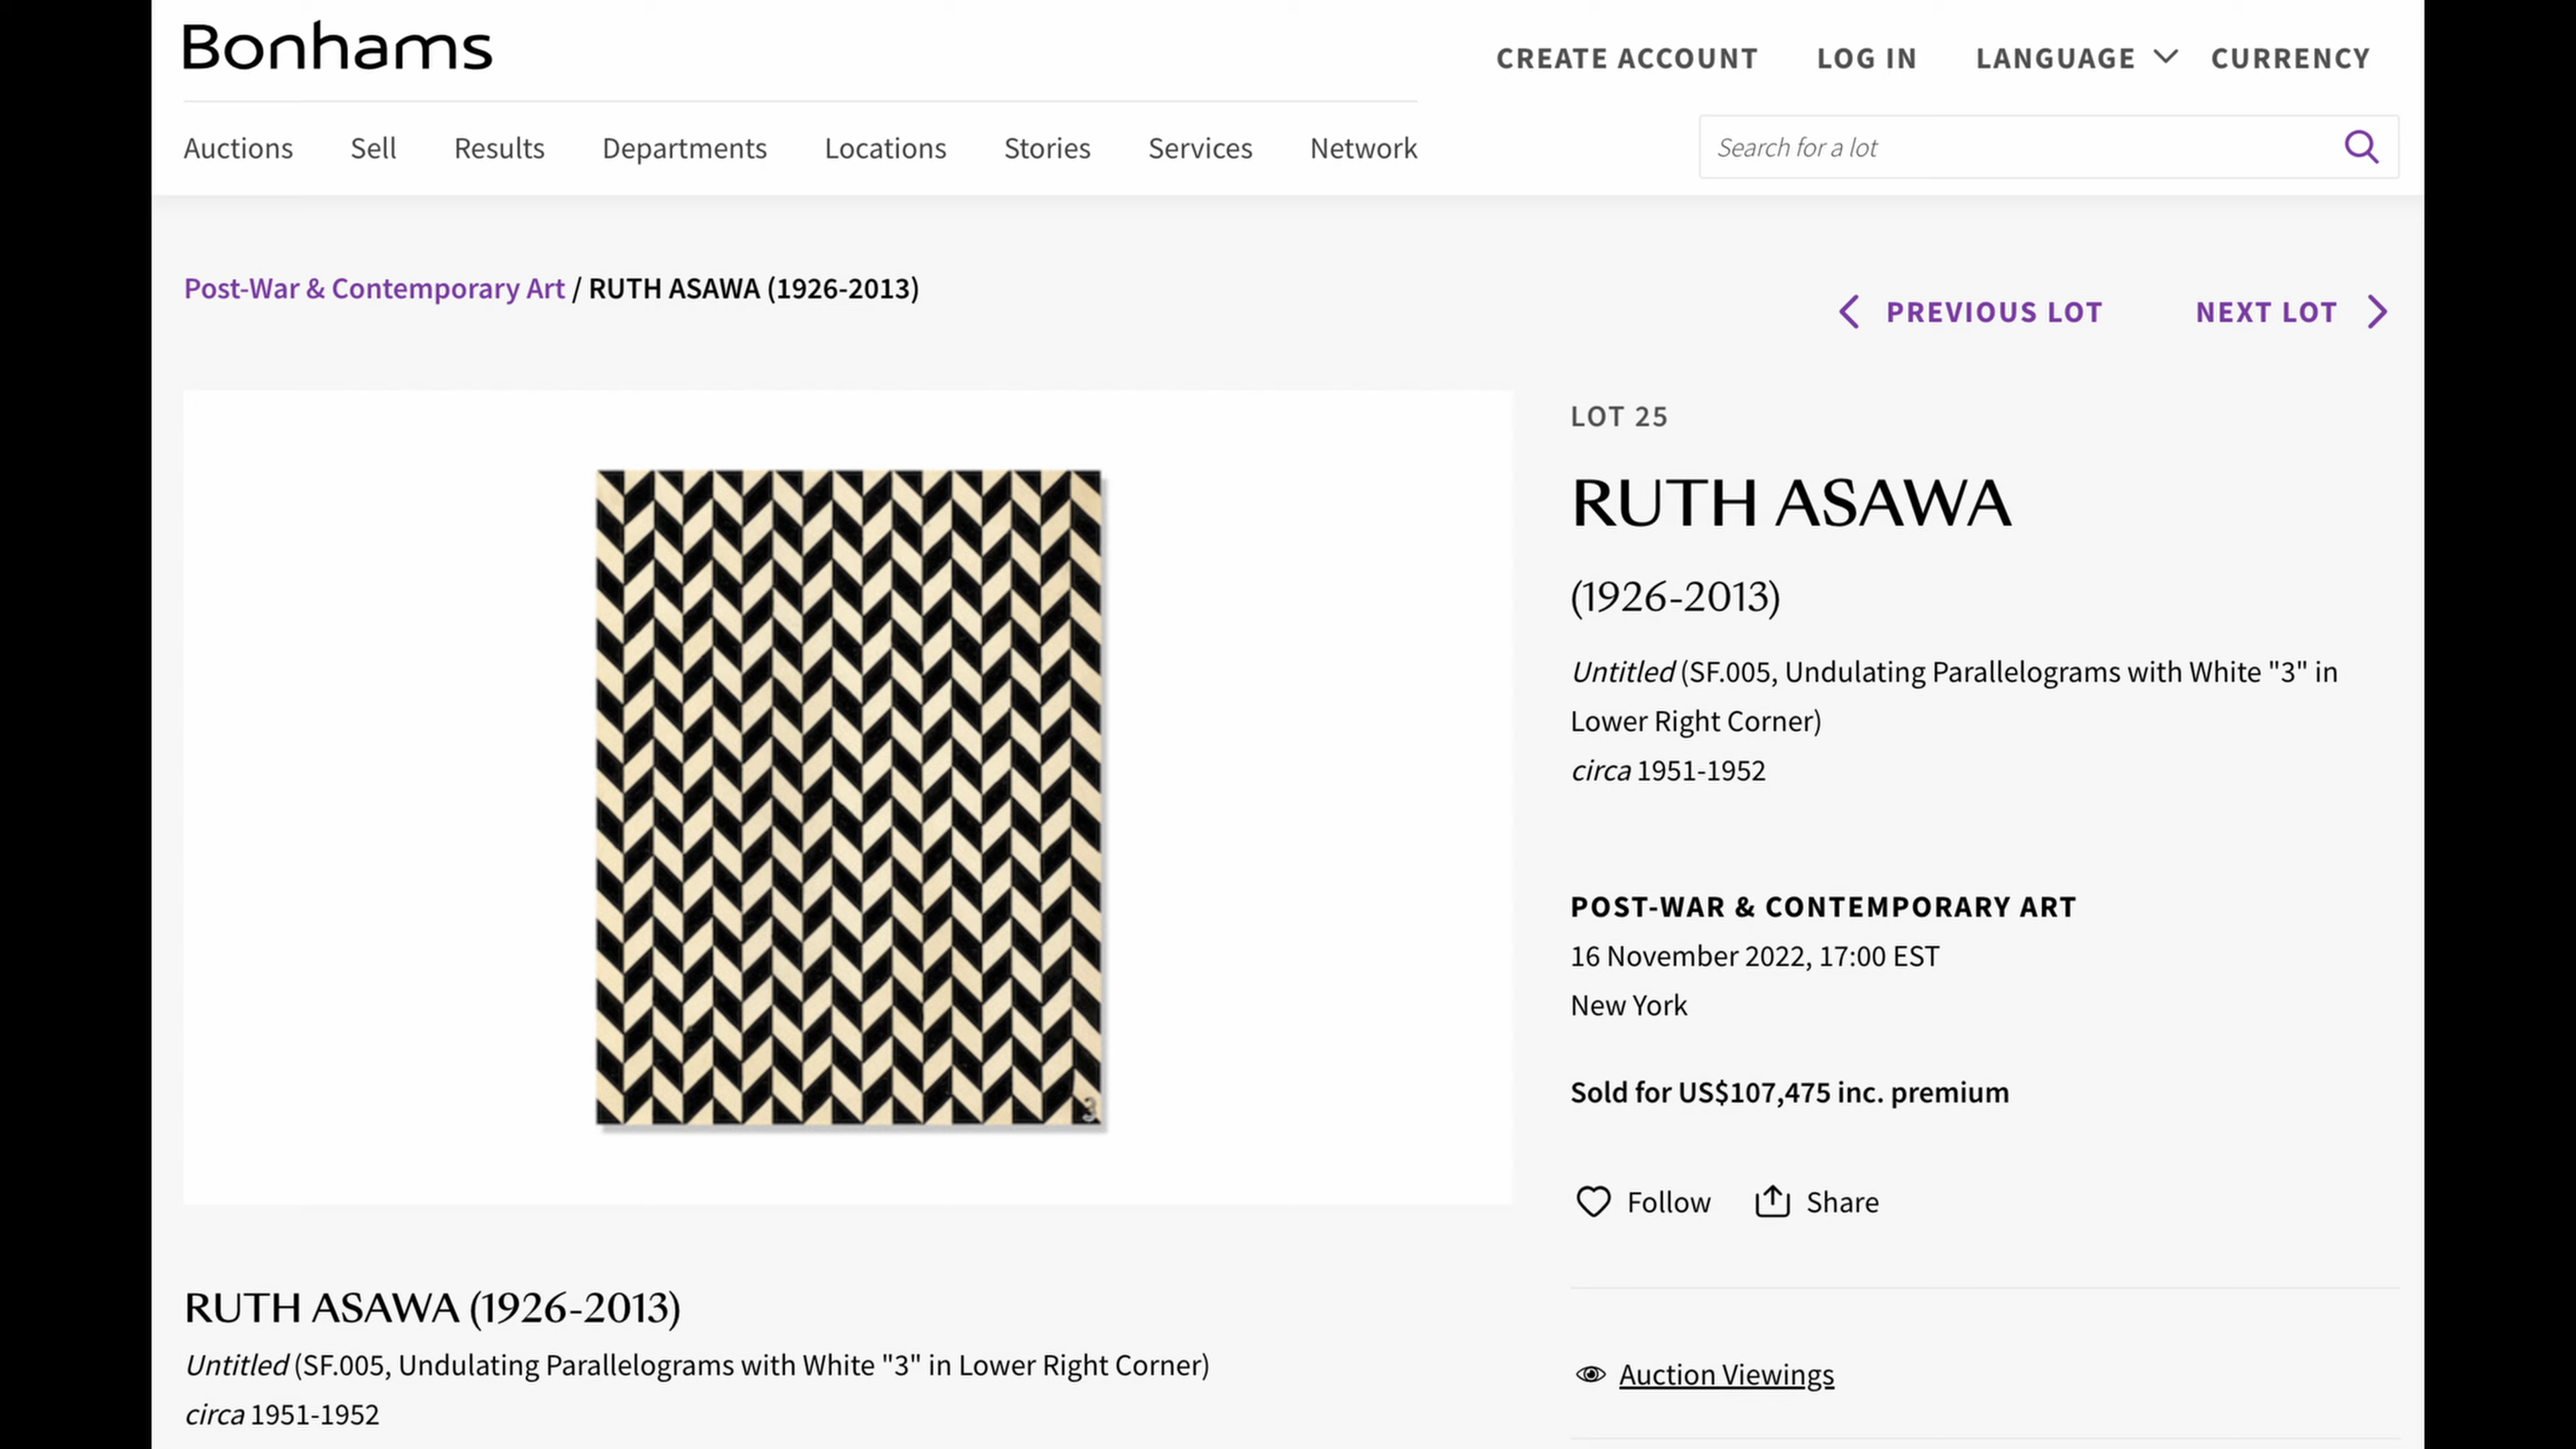 Bonhams
CREATE ACCOUNT LOG IN LANGUAGE CURRENCY
Auctions Sell Results Departments Locations Stories Services Network
Search for a lot
Post-War & Contemporary Art / RUTH ASAWA (1926-2013)
PREVIOUS LOT NEXT LOT
3
LOT 25
RUTH ASAWA
(1926-2013)
Untitled (SF.005, Undulating Parallelograms with White "3" in
Lower Right Corner)
circa 1951-1952
POST-WAR & CONTEMPORARY ART
16 November 2022, 17:00 EST
New York
Sold for US$107,475 inc. premium
Follow Share
Auction Viewings
RUTH ASAWA (1926-2013)
Untitled (SF.005, Undulating Parallelograms with White "3" in Lower Right Corner)
circa 1951-1952